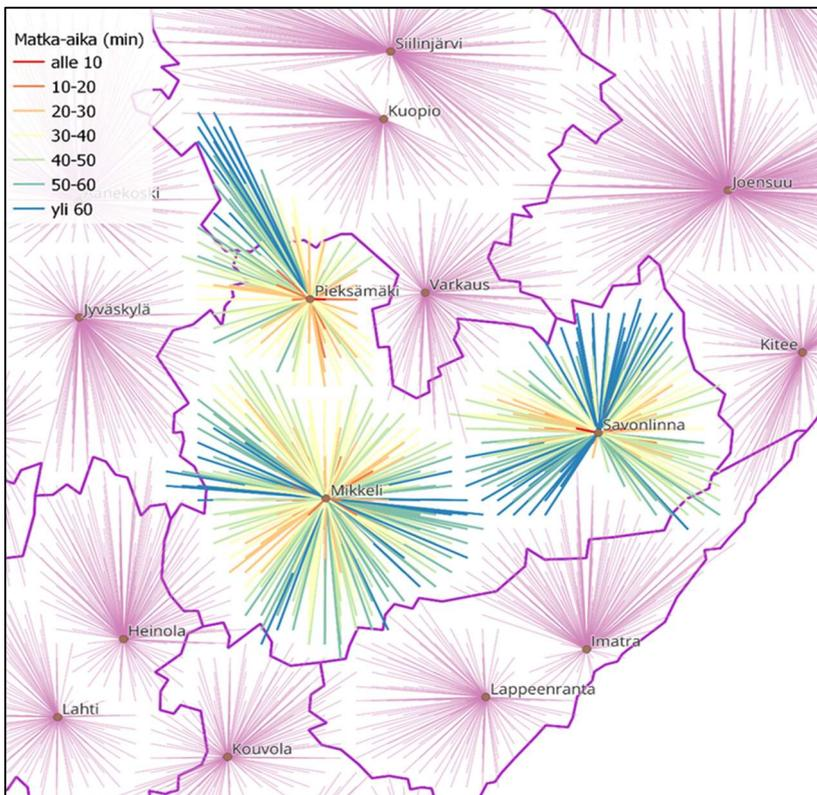 Matka-aika (min)
alle 10
10-20
20-30
30-40
40-50
50-60
yli 60
Siilinjärvi
Kuopio
Joensuu
änekoski
Pieksämäki
Varkaus
Jyväskylä
Kitee
Savonlinna
Mikkeli
Heinola
Imatra
Lappeenranta
Lahti
Kouvola